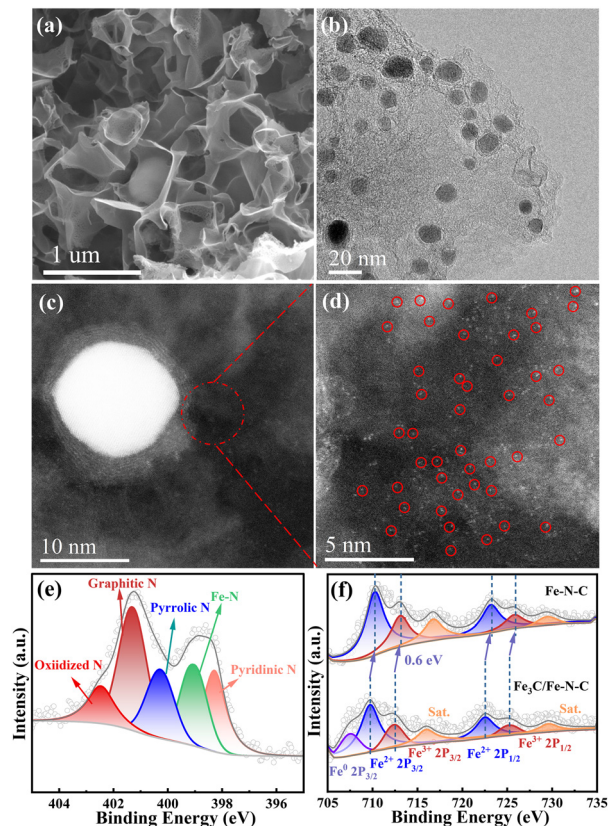 (a)
1 um
(b)
20 nm
(c)
10 nm
(d)
5 nm
(e)
Graphitic N
Pyrrolic N
Fe-N
Oxiidized N
Pyridinic N
Intensity (a.u.)
404 402 400 398 396
Binding Energy (eV)
(f)
Fe-N-C
0.6 eV
Fe₃C/Fe-N-C
Sat.
Sat.
Fe⁰ 2P₃/₂
Fe²⁺ 2P₃/₂
Fe³⁺ 2P₃/₂
Fe²⁺ 2P₁/₂
Fe³⁺ 2P₁/₂
Intensity (a.u.)
705 710 715 720 725 730 735
Binding Energy (eV)